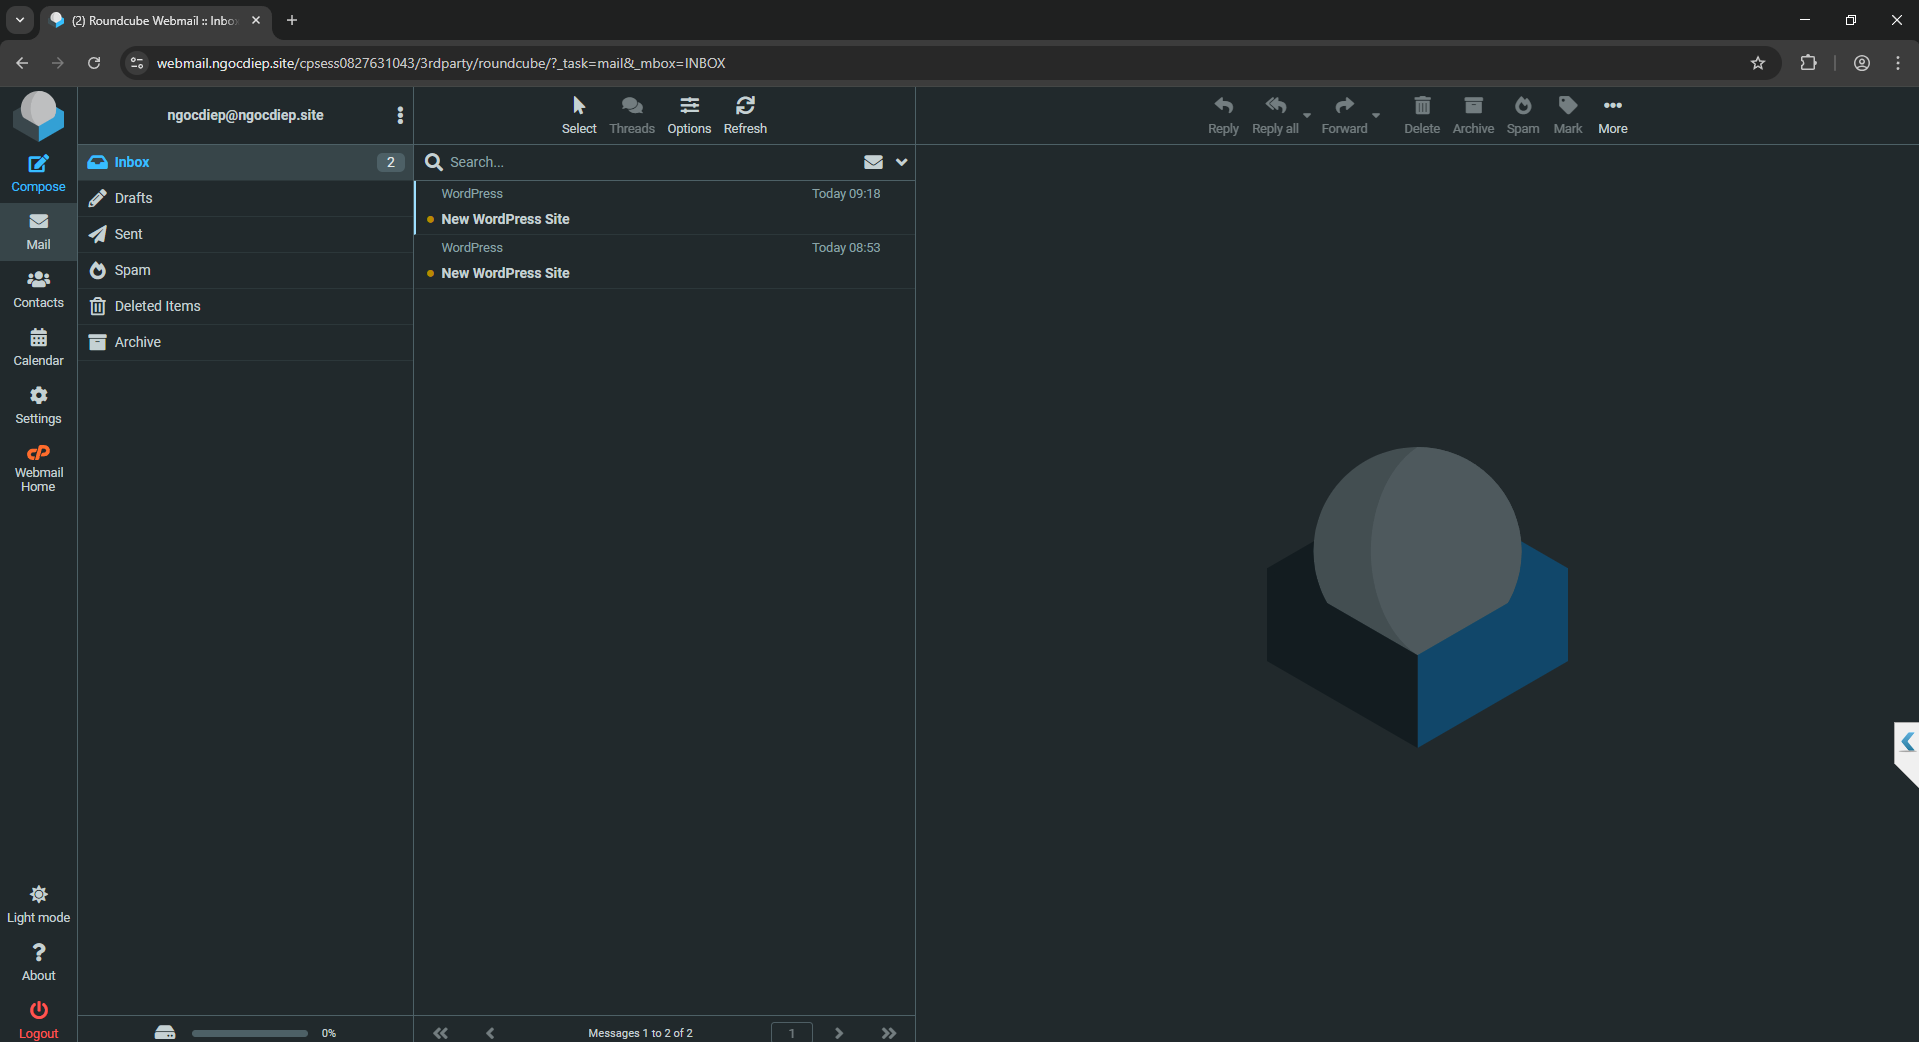 (2) Roundcube Webmail :: Inbo
webmail.ngocdiep.site/cpsess0827631043/3rdparty/roundcube/?_task=mail&_mbox=INBOX
Compose
Mail
Contacts
Calendar
Settings
cP
Webmail
Home
Light mode
About
Logout
ngocdiep@ngocdiep.site
Inbox 2
Drafts
Sent
Spam
Deleted Items
Archive
0%
Select Threads Options Refresh
Search...
WordPress Today 09:18
New WordPress Site
WordPress Today 08:53
New WordPress Site
Messages 1 to 2 of 2 1
Reply Reply all Forward Delete Archive Spam Mark More